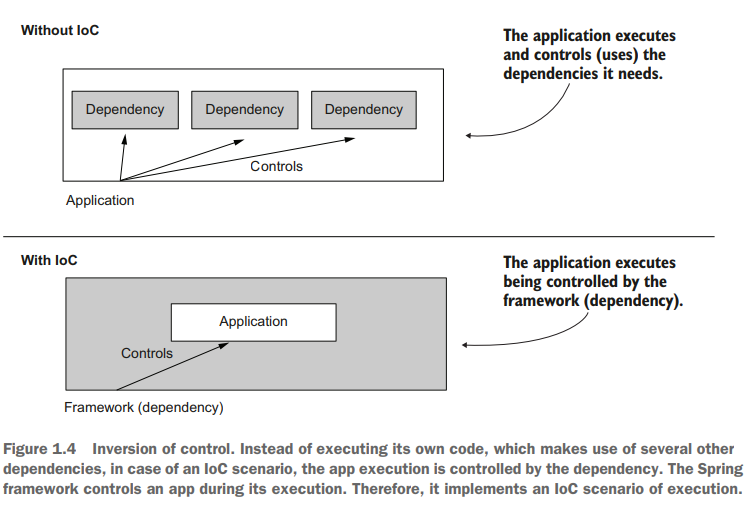 Without IoC
The application executes
and controls (uses) the
dependencies it needs.
Dependency
Dependency
Dependency
Controls
Application
With IoC
The application executes
being controlled by the
framework (dependency).
Application
Controls
Framework (dependency)
Figure 1.4 Inversion of control. Instead of executing its own code, which makes use of several other
dependencies, in case of an IoC scenario, the app execution is controlled by the dependency. The Spring
framework controls an app during its execution. Therefore, it implements an IoC scenario of execution.